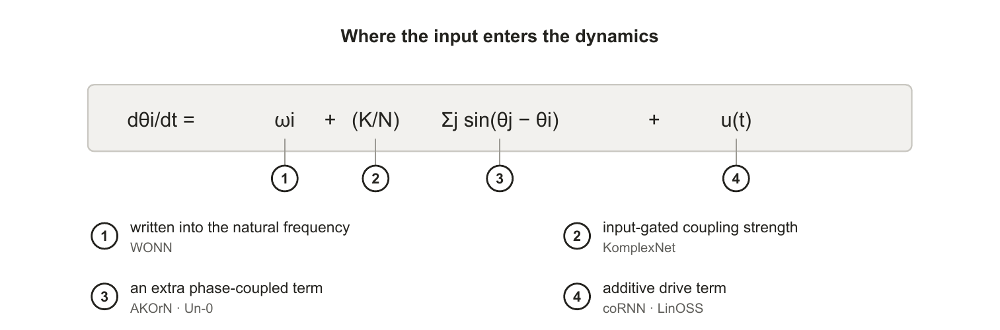 Where the input enters the dynamics
dθi/dt = ωi + (K/N) Σj sin(θj − θi) + u(t)
1 2 3 4
1 written into the natural frequency
WONN
2 input-gated coupling strength
KomplexNet
3 an extra phase-coupled term
AKOrN · Un-0
4 additive drive term
coRNN · LinOSS